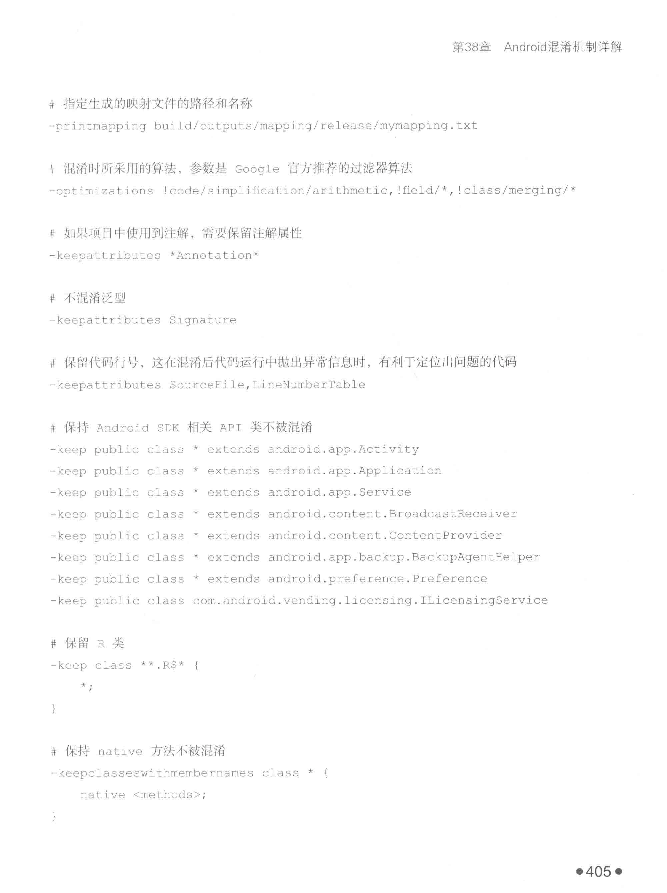 第38章 Android混淆机制详解
# 指定生成的映射文件的路径和名称
-printmapping build/outputs/mapping/release/mymapping.txt
# 混淆时所采用的算法，参数是 Google 官方推荐的过滤器算法
-optimizations !code/simplification/arithmetic,!field/*,!class/merging/*
# 如果项目中使用到注解，需要保留注解属性
-keepattributes *Annotation*
# 不混淆泛型
-keepattributes Signature
# 保留代码行号，这在混淆后代码运行中抛出异常信息时，有利于定位出问题的代码
-keepattributes SourceFile,LineNumberTable
# 保持 Android SDK 相关 API 类不被混淆
-keep public class * extends android.app.Activity
-keep public class * extends android.app.Application
-keep public class * extends android.app.Service
-keep public class * extends android.content.BroadcastReceiver
-keep public class * extends android.content.ContentProvider
-keep public class * extends android.app.backup.BackupAgentHelper
-keep public class * extends android.preference.Preference
-keep public class com.android.vending.licensing.ILicensingService
# 保留 R 类
-keep class **.R$* {
*;
}
# 保持 native 方法不被混淆
-keepclasseswithmembernames class * {
native <methods>;
}
●405●